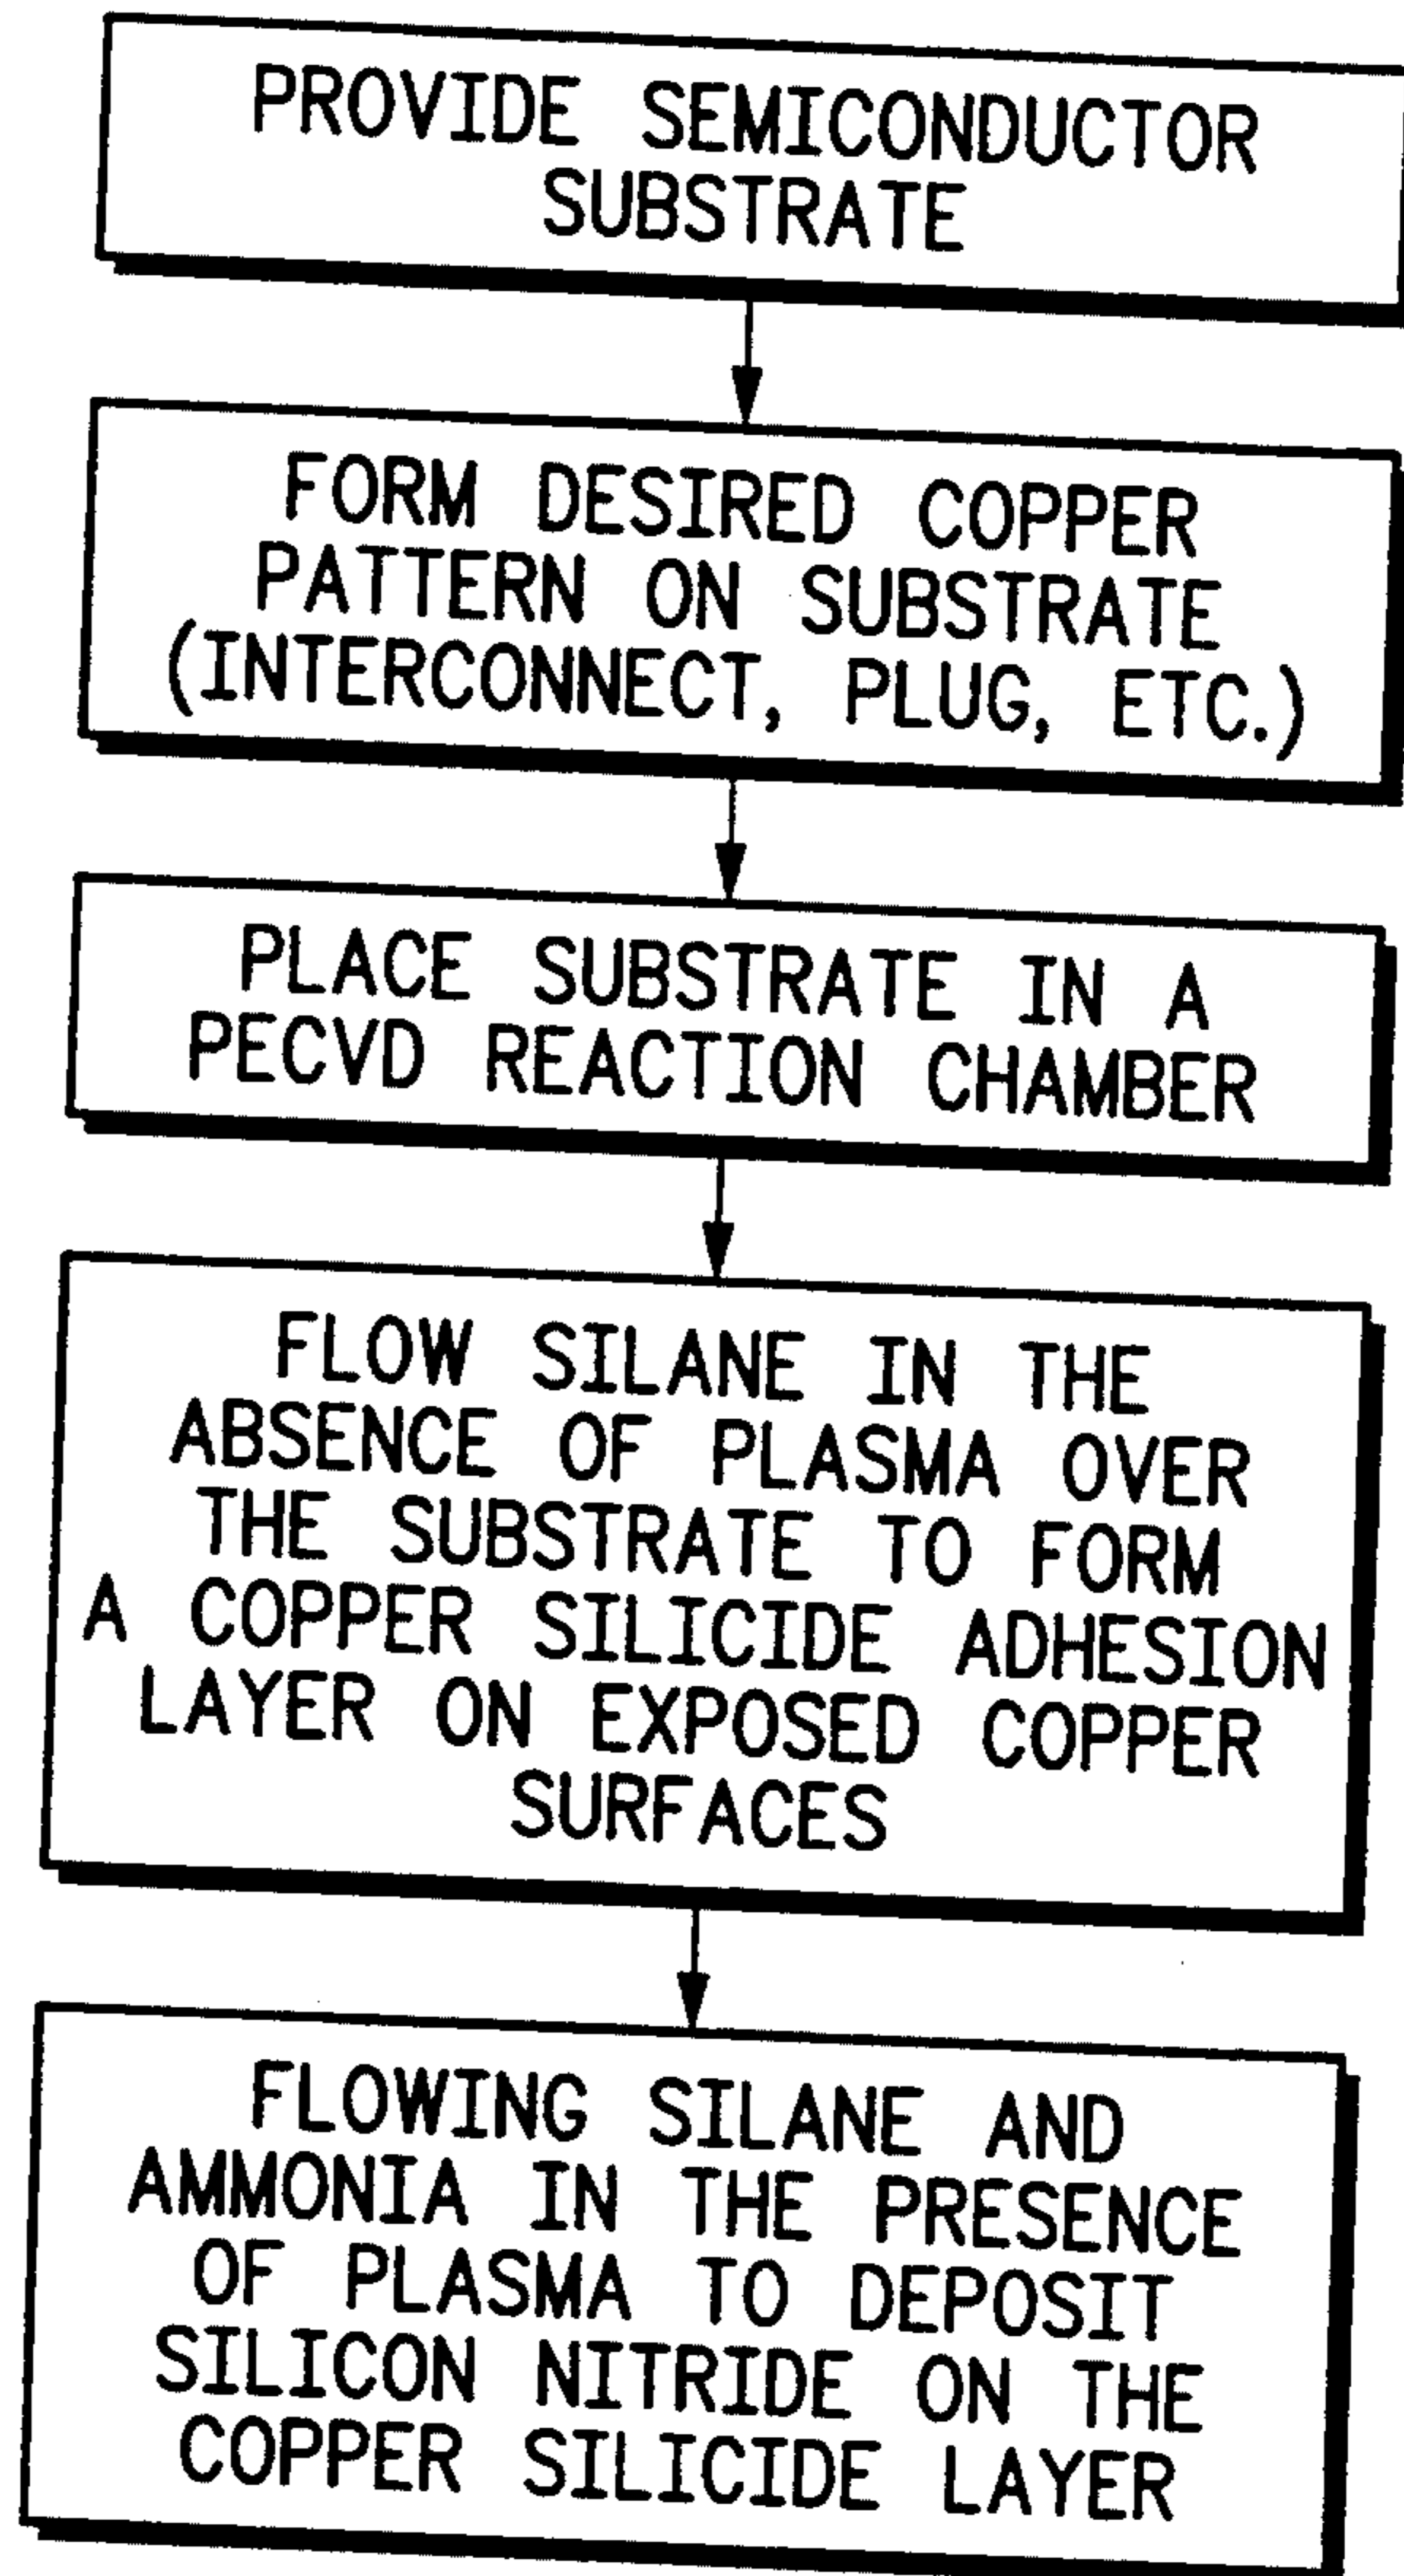 PROVIDE SEMICONDUCTOR
SUBSTRATE
FORM DESIRED COPPER
PATTERN ON SUBSTRATE
(INTERCONNECT, PLUG, ETC.)
PLACE SUBSTRATE IN A
PECVD REACTION CHAMBER
FLOW SILANE IN THE
ABSENCE OF PLASMA OVER
THE SUBSTRATE TO FORM
A COPPER SILICIDE ADHESION
LAYER ON EXPOSED COPPER
SURFACES
FLOWING SILANE AND
AMMONIA IN THE PRESENCE
OF PLASMA TO DEPOSIT
SILICON NITRIDE ON THE
COPPER SILICIDE LAYER